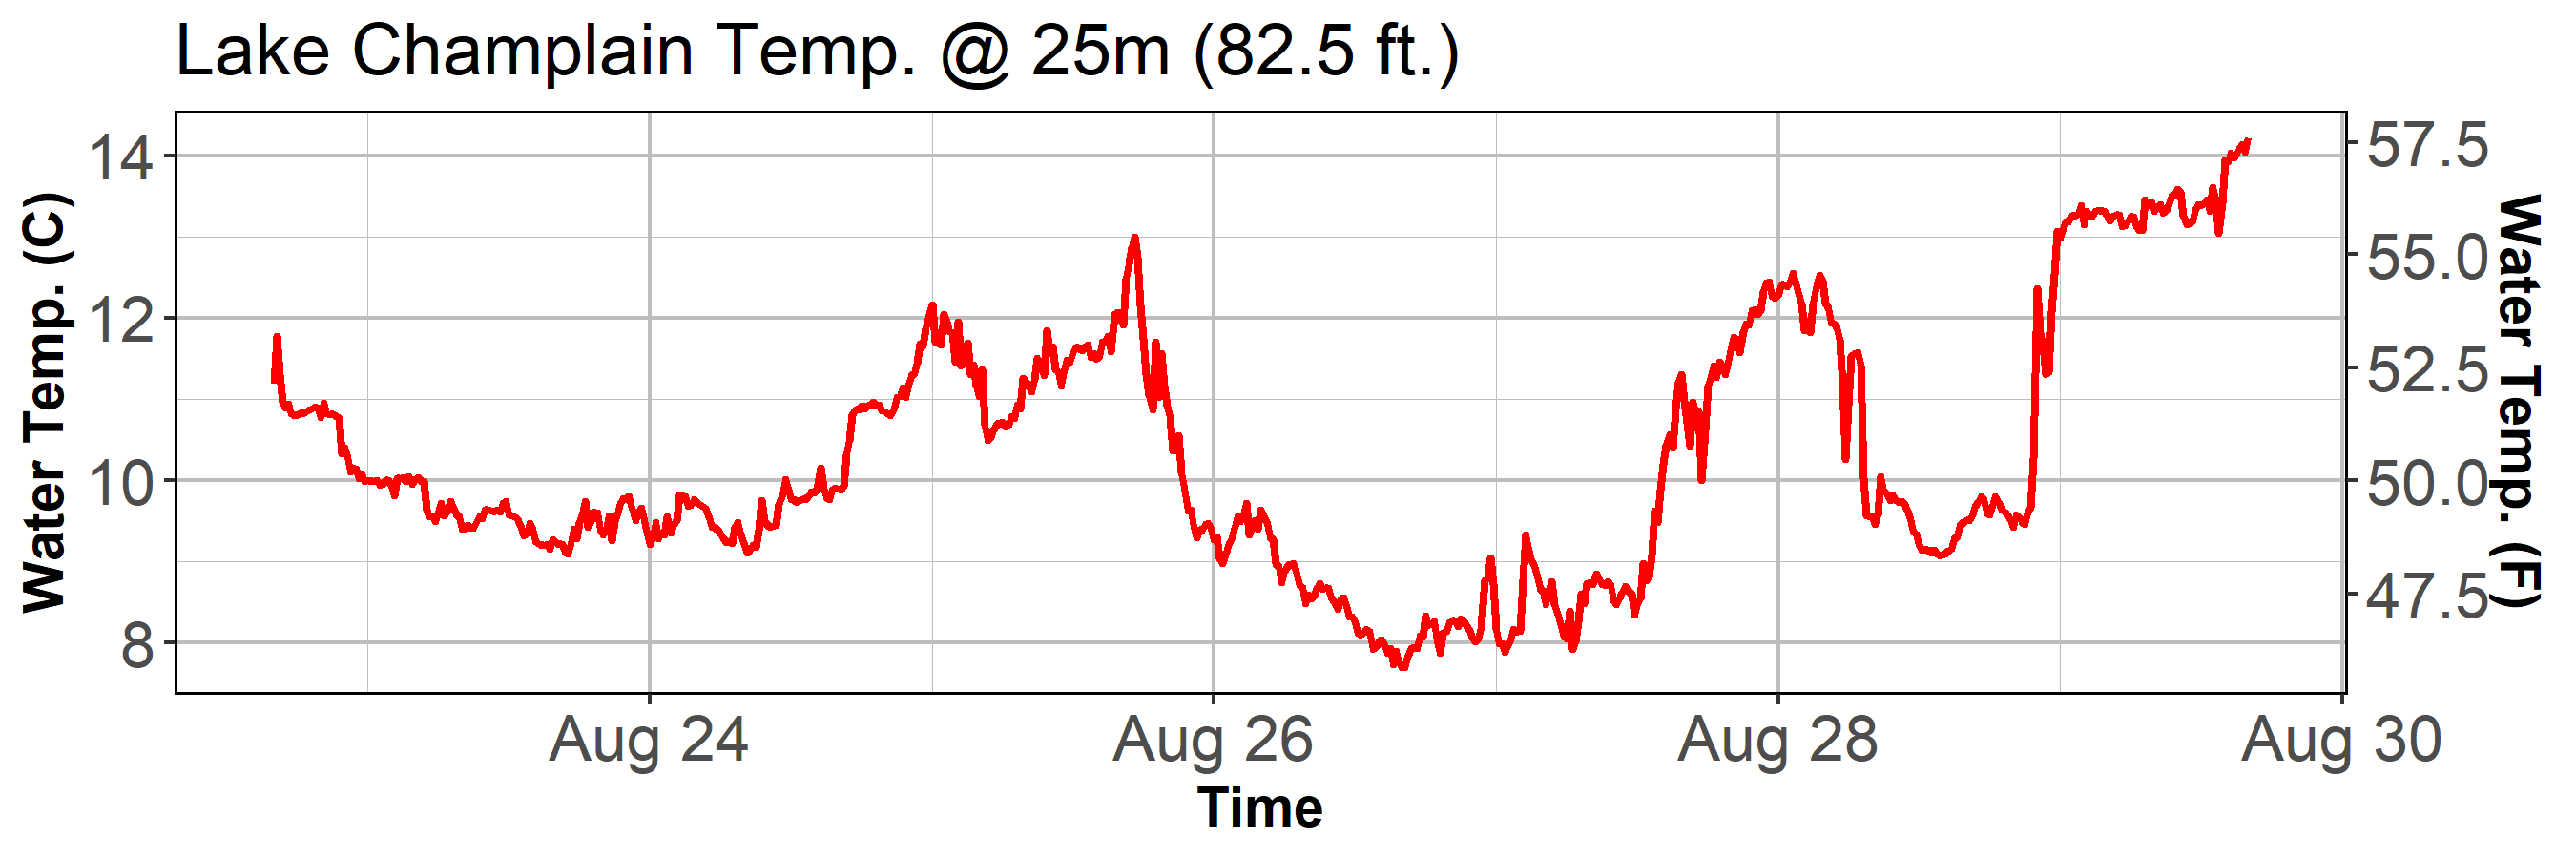 Lake Champlain Temp. @ 25m (82.5 ft.)
Water Temp. (C)
14
12
10
8
57.5
55.0
52.5
50.0
47.5
Water Temp. (F)
Aug 24
Aug 26
Aug 28
Aug 30
Time